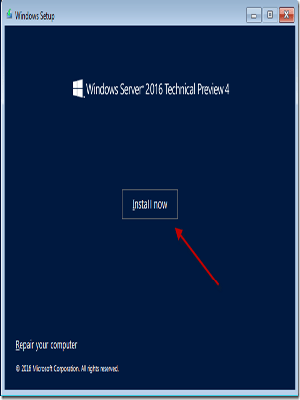 Windows Setup
Windows Server® 2016 Technical Preview 4
Install now
Repair your computer
© 2016 Microsoft Corporation. All rights reserved.